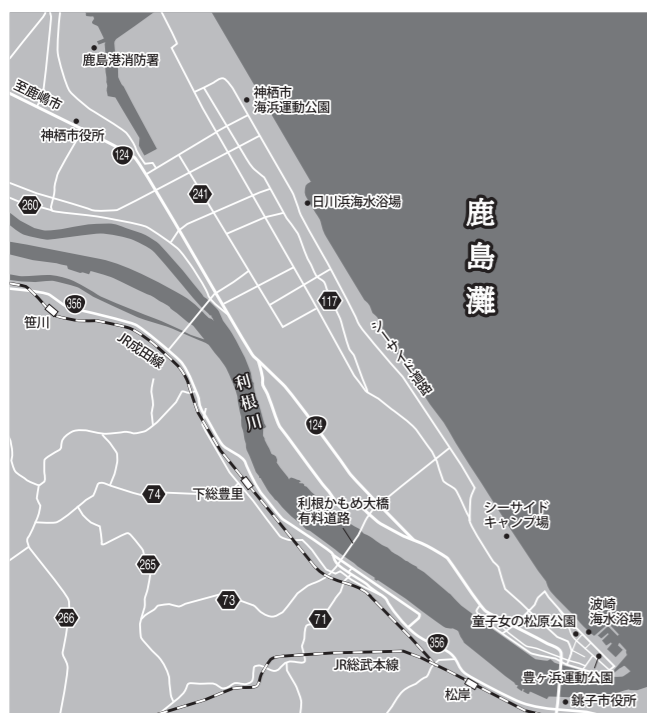 鹿島港消防署
至鹿嶋市
神栖市役所
神栖市
海浜運動公園
124
241
260
日川浜海水浴場
鹿島灘
356
笹川
JR成田線
117
シーサイド道路
利根川
124
74
下総豊里
利根かもめ大橋
有料道路
シーサイド
キャンプ場
265
73
266
71
童子女の松原公園
波崎
海水浴場
356
JR総武本線
松岸
豊ヶ浜運動公園
銚子市役所